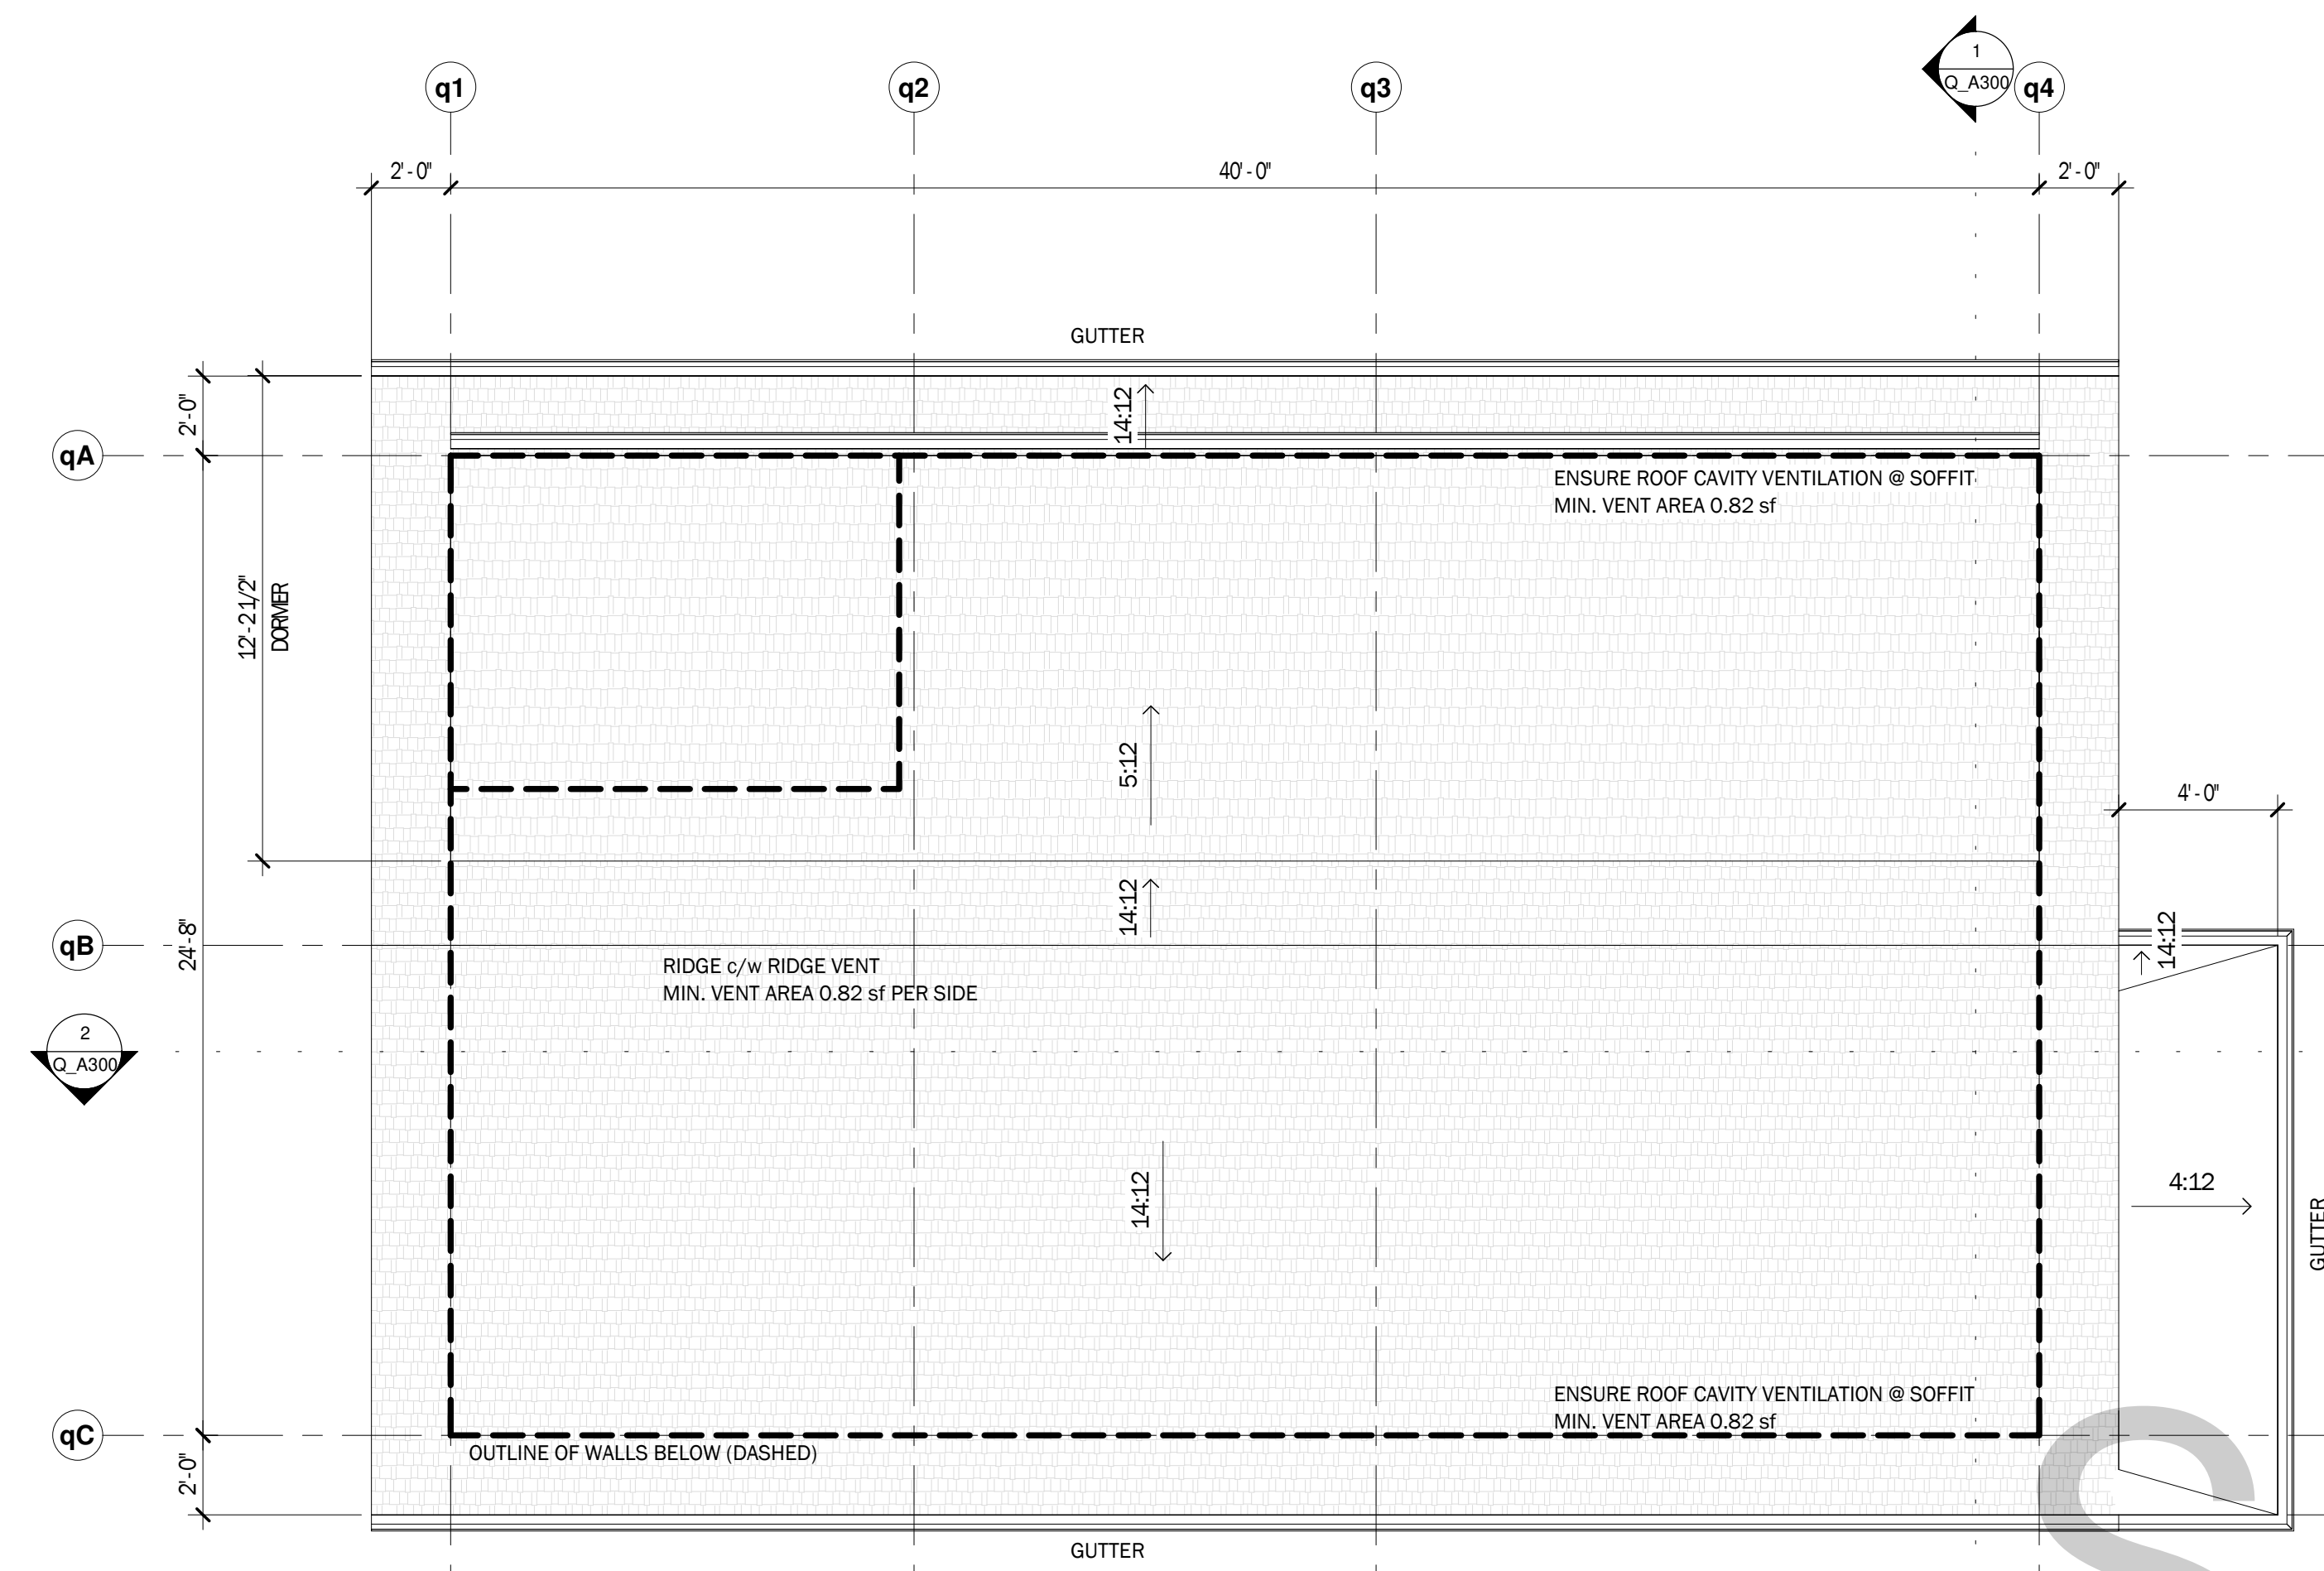 1
Q_A300
q1
q2
q3
q4
2'-0"
40'-0"
2'-0"
GUTTER
2'-0"
14:12
qA
ENSURE ROOF CAVITY VENTILATION @ SOFFIT
MIN. VENT AREA 0.82 sf
12'-2 1/2"
DORMER
5:12
4'-0"
14:12
14:12
24'-8"
qB
RIDGE c/w RIDGE VENT
MIN. VENT AREA 0.82 sf PER SIDE
2
Q_A300
14:12
4:12
GUTTER
ENSURE ROOF CAVITY VENTILATION @ SOFFIT
MIN. VENT AREA 0.82 sf
qC
OUTLINE OF WALLS BELOW (DASHED)
2'-0"
GUTTER